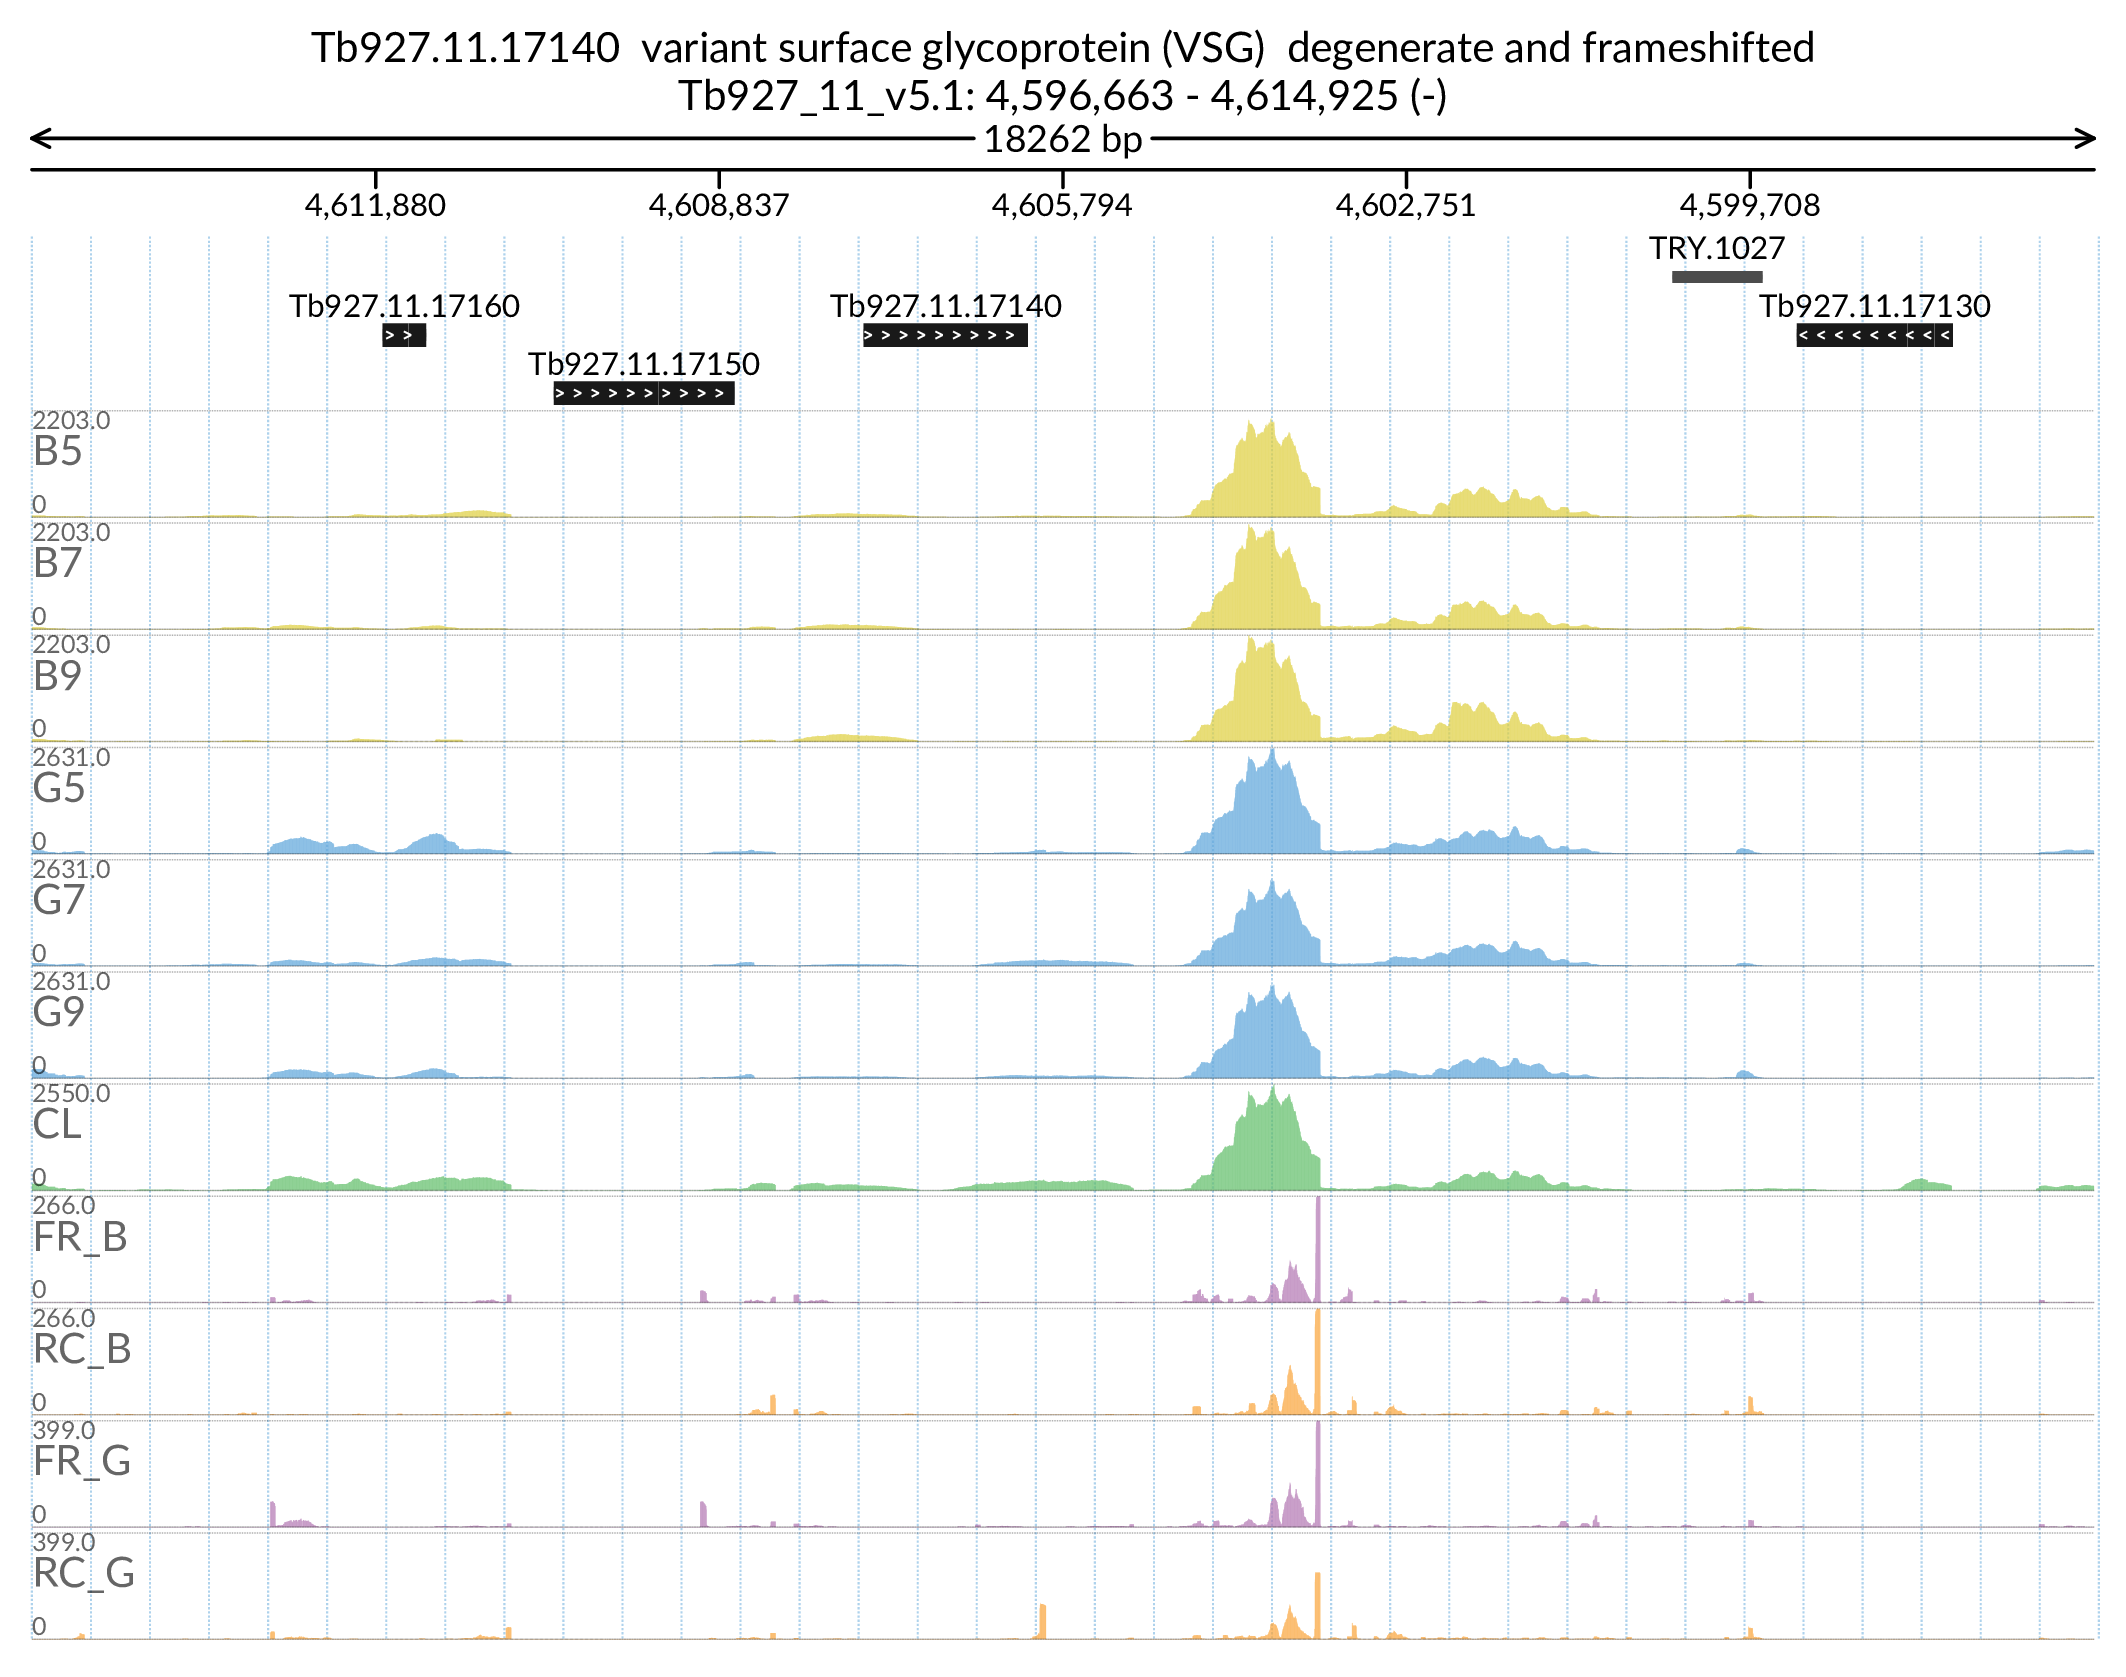 Tb927.11.17140  variant surface glycoprotein (VSG)  degenerate and frameshifted
Tb927_11_v5.1: 4,596,663 - 4,614,925 (-)
18262 bp
4,611,880 4,608,837 4,605,794 4,602,751 4,599,708
TRY.1027
Tb927.11.17160 Tb927.11.17140 Tb927.11.17130
Tb927.11.17150
2203.0
B5
0
2203.0
B7
0
2203.0
B9
0
2631.0
G5
0
2631.0
G7
0
2631.0
G9
0
2550.0
CL
0
266.0
FR_B
0
266.0
RC_B
0
399.0
FR_G
0
399.0
RC_G
0